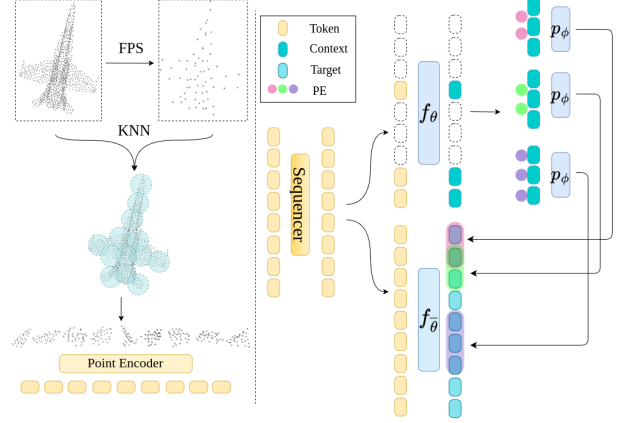 FPS
KNN
Point Encoder
Token
Context
Target
PE
Sequencer
f_θ
f_θ̄
p_ϕ
p_ϕ
p_ϕ